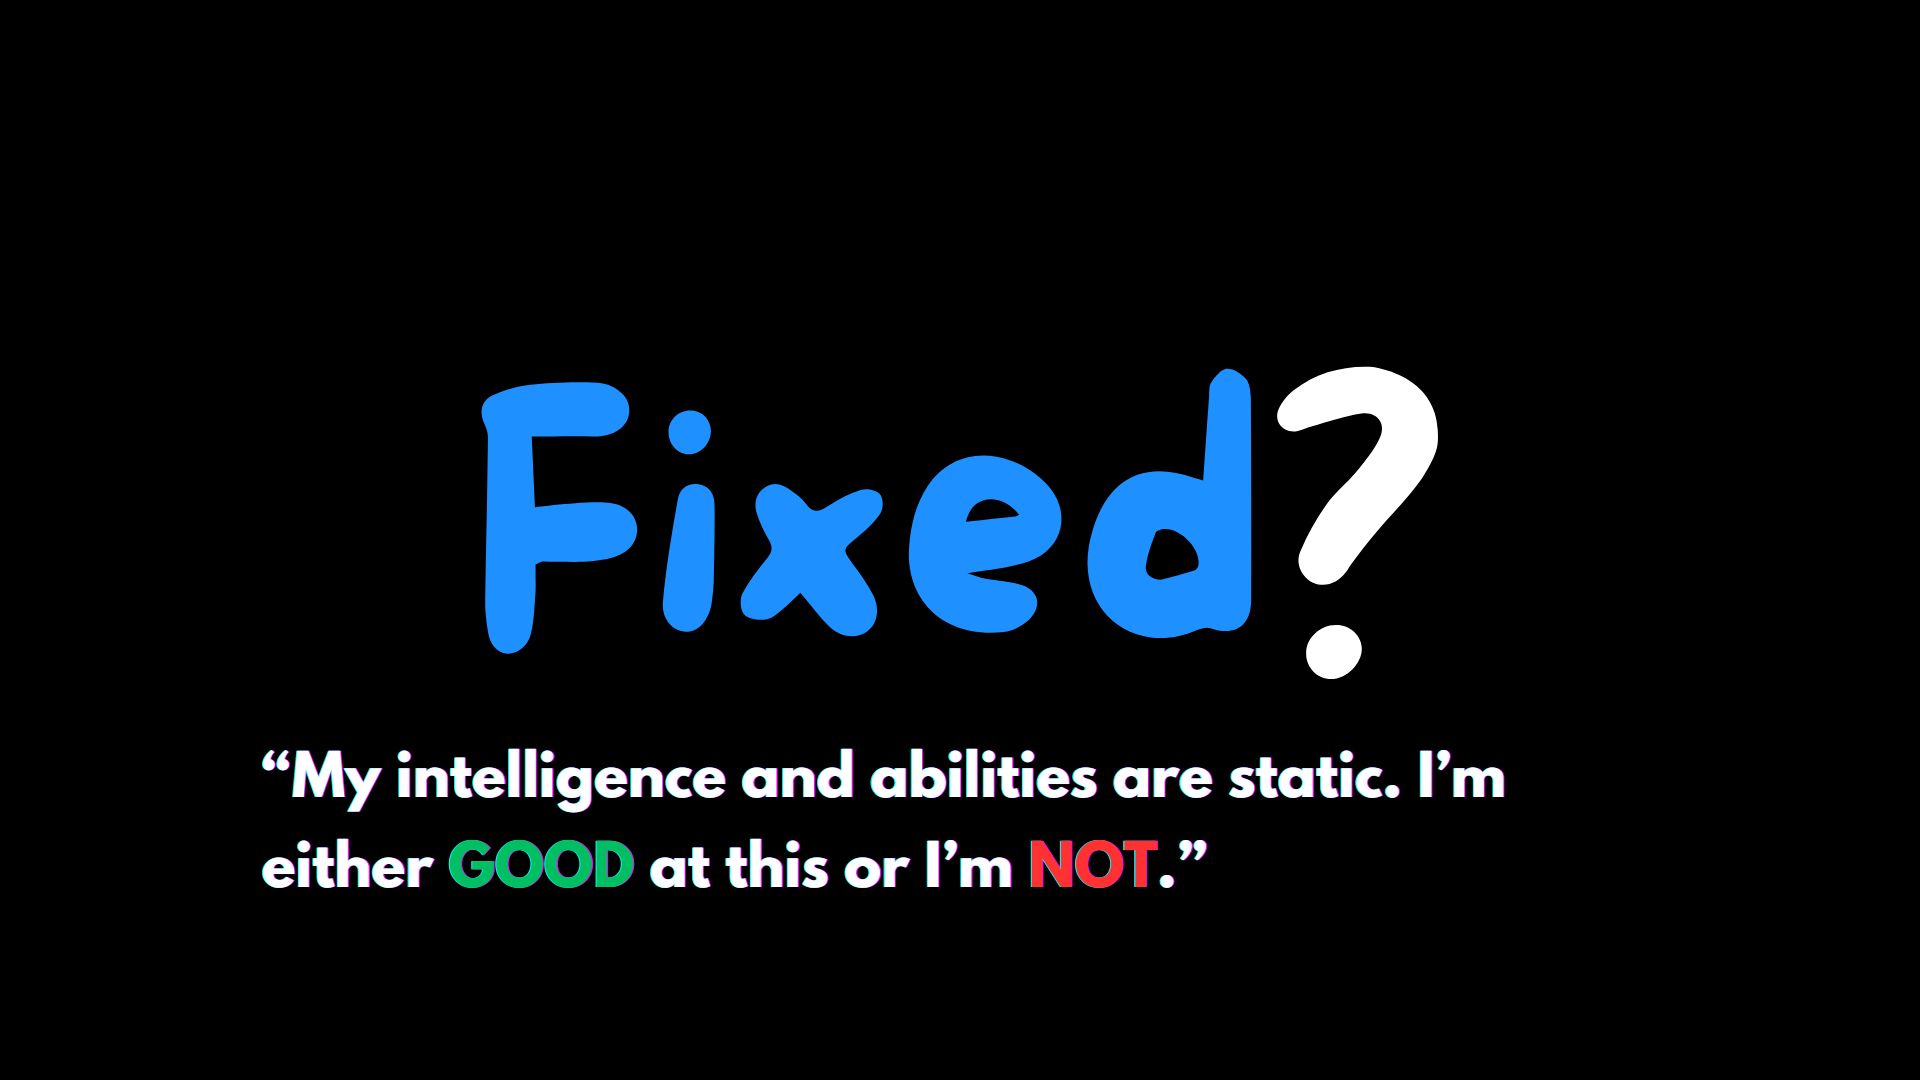 Fixed?
“My intelligence and abilities are static. I’m
either GOOD at this or I’m NOT.”